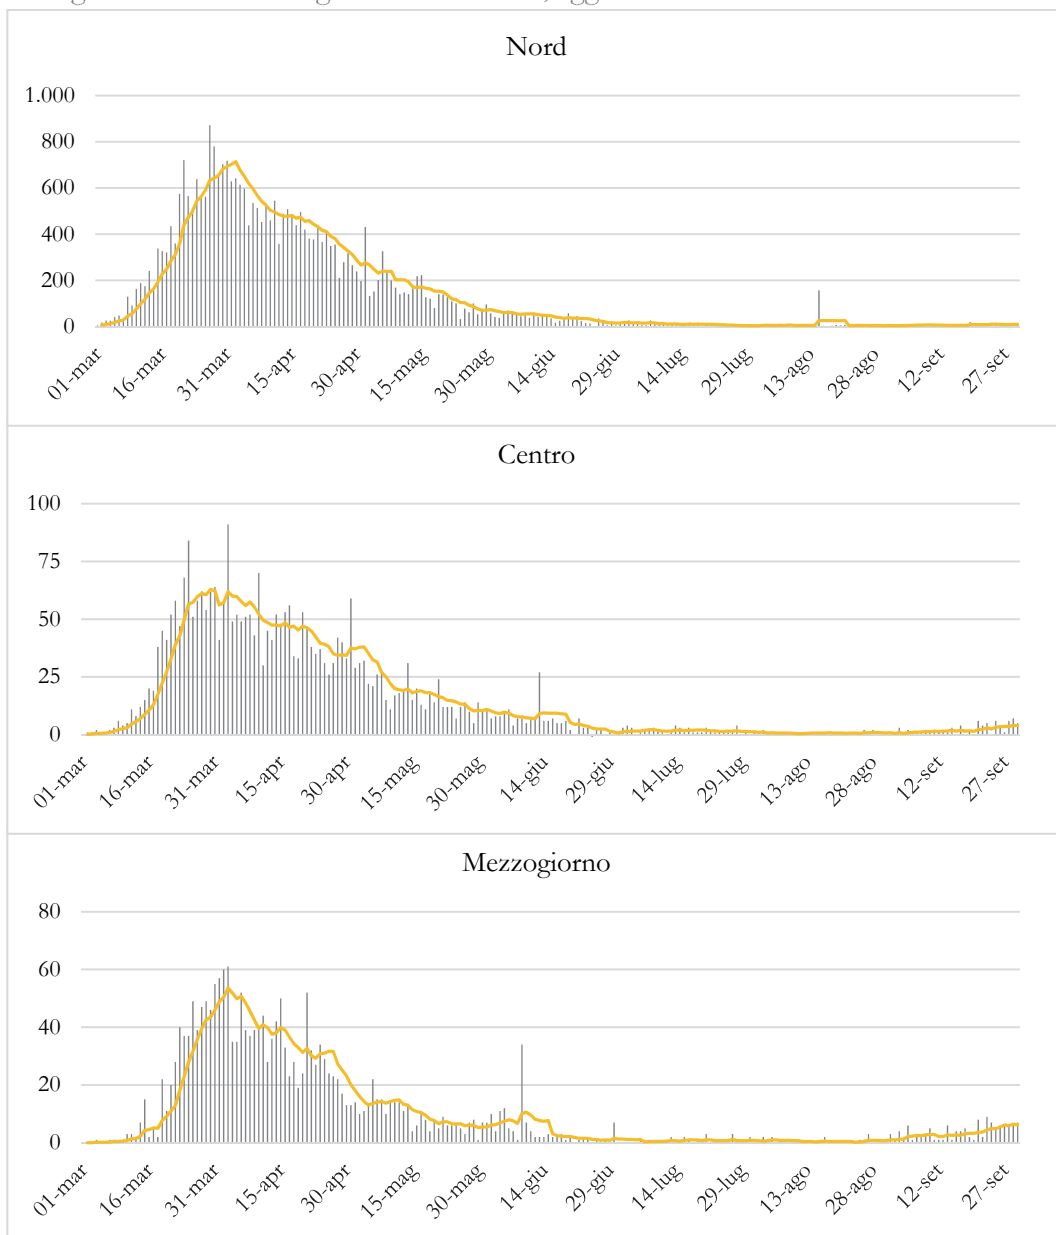 Nord
1.000
800
600
400
200
0
01-mar 16-mar 31-mar 15-apr 30-apr 15-mag 30-mag 14-giu 29-giu 14-lug 29-lug 13-ago 28-ago 12-set 27-set
Centro
100
75
50
25
0
01-mar 16-mar 31-mar 15-apr 30-apr 15-mag 30-mag 14-giu 29-giu 14-lug 29-lug 13-ago 28-ago 12-set 27-set
Mezzogiorno
80
60
40
20
0
01-mar 16-mar 31-mar 15-apr 30-apr 15-mag 30-mag 14-giu 29-giu 14-lug 29-lug 13-ago 28-ago 12-set 27-set